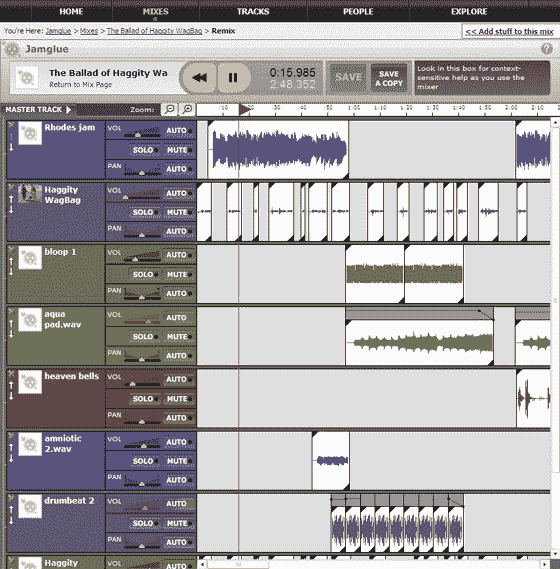 HOME MIXES TRACKS PEOPLE EXPLORE
You're Here: Jamglue > Mixes > The Ballad of Haggity WagBag > Remix
<< Add stuff to this mix
Jamglue ?
The Ballad of Haggity Wa
Return to Mix Page
0:15.985
2:48.352
SAVE
SAVE A COPY
Look in this box for context-
sensitive help as you use the
mixer
MASTER TRACK Zoom:
:10 :20 :30 :40 :50 1:00 1:10 1:20 1:30 1:40 1:50 2:0
Rhodes jam
VOL AUTO
SOLO MUTE
PAN AUTO
Haggity
WagBag
VOL AUTO
SOLO MUTE
PAN AUTO
bloop 1
VOL AUTO
SOLO MUTE
PAN AUTO
aqua
pad.wav
VOL AUTO
SOLO MUTE
PAN AUTO
heaven bells
VOL AUTO
SOLO MUTE
PAN AUTO
amniotic
2.wav
VOL AUTO
SOLO MUTE
PAN AUTO
drumbeat 2
VOL AUTO
SOLO MUTE
PAN AUTO
Haggity
VOL